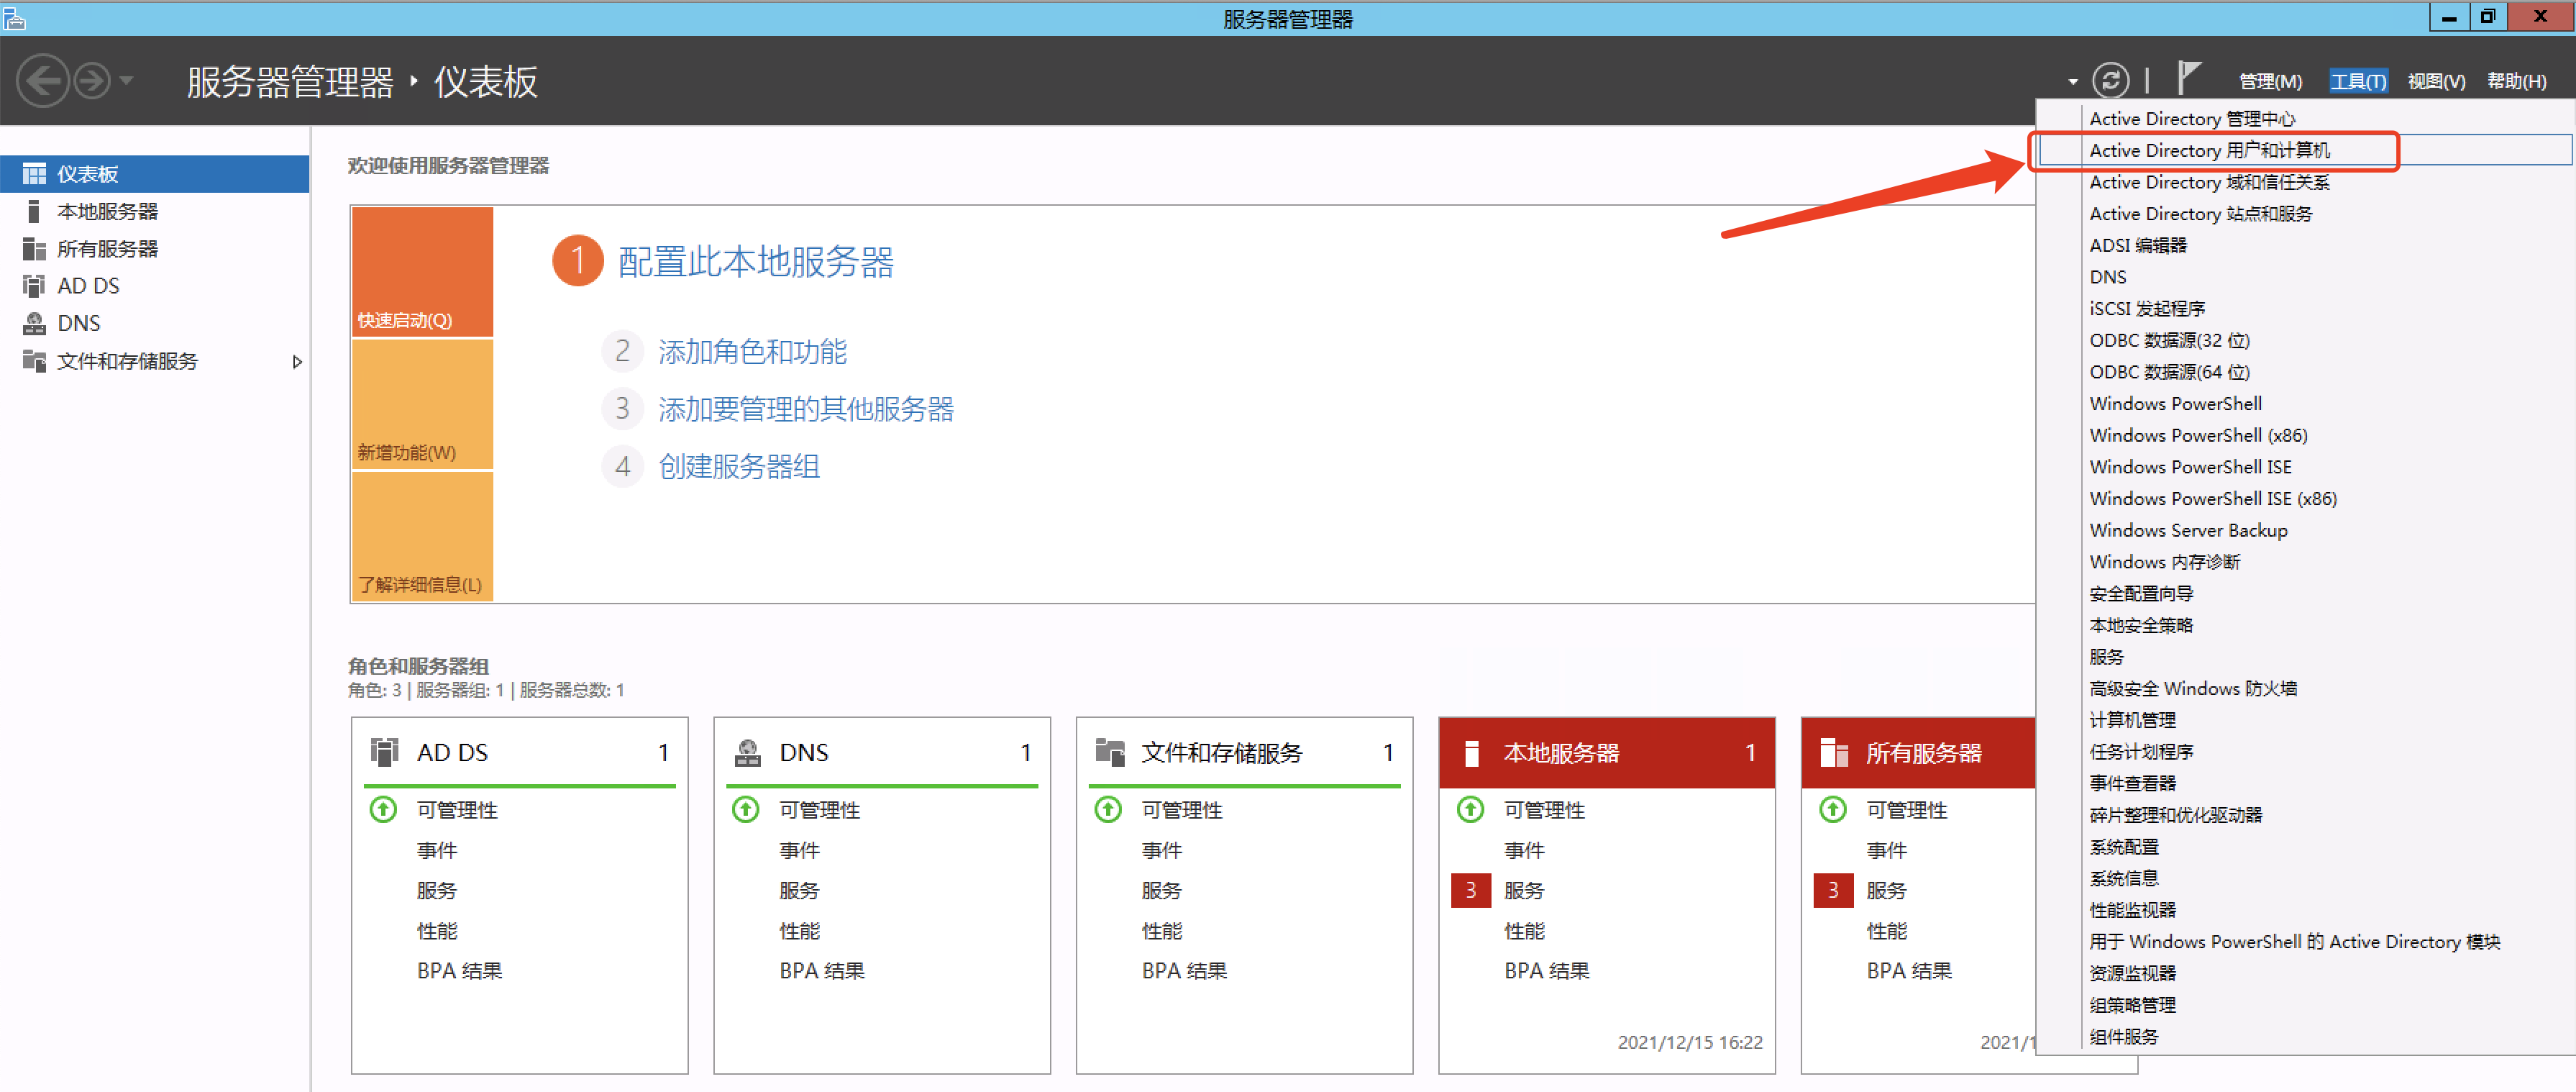 服务器管理器
服务器管理器 ‣ 仪表板
管理(M) 工具(T) 视图(V) 帮助(H)
仪表板
本地服务器
所有服务器
AD DS
DNS
文件和存储服务
欢迎使用服务器管理器
快速启动(Q)
新增功能(W)
了解详细信息(L)
1 配置此本地服务器
2 添加角色和功能
3 添加要管理的其他服务器
4 创建服务器组
角色和服务器组
角色: 3 | 服务器组: 1 | 服务器总数: 1
AD DS 1
可管理性
事件
服务
性能
BPA 结果
DNS 1
可管理性
事件
服务
性能
BPA 结果
文件和存储服务 1
可管理性
事件
服务
性能
BPA 结果
本地服务器 1
可管理性
事件
3 服务
性能
BPA 结果
2021/12/15 16:22
所有服务器
可管理性
事件
3 服务
性能
BPA 结果
2021/1
Active Directory 管理中心
Active Directory 用户和计算机
Active Directory 域和信任关系
Active Directory 站点和服务
ADSI 编辑器
DNS
iSCSI 发起程序
ODBC 数据源(32 位)
ODBC 数据源(64 位)
Windows PowerShell
Windows PowerShell (x86)
Windows PowerShell ISE
Windows PowerShell ISE (x86)
Windows Server Backup
Windows 内存诊断
安全配置向导
本地安全策略
服务
高级安全 Windows 防火墙
计算机管理
任务计划程序
事件查看器
碎片整理和优化驱动器
系统配置
系统信息
性能监视器
用于 Windows PowerShell 的 Active Directory 模块
资源监视器
组策略管理
组件服务